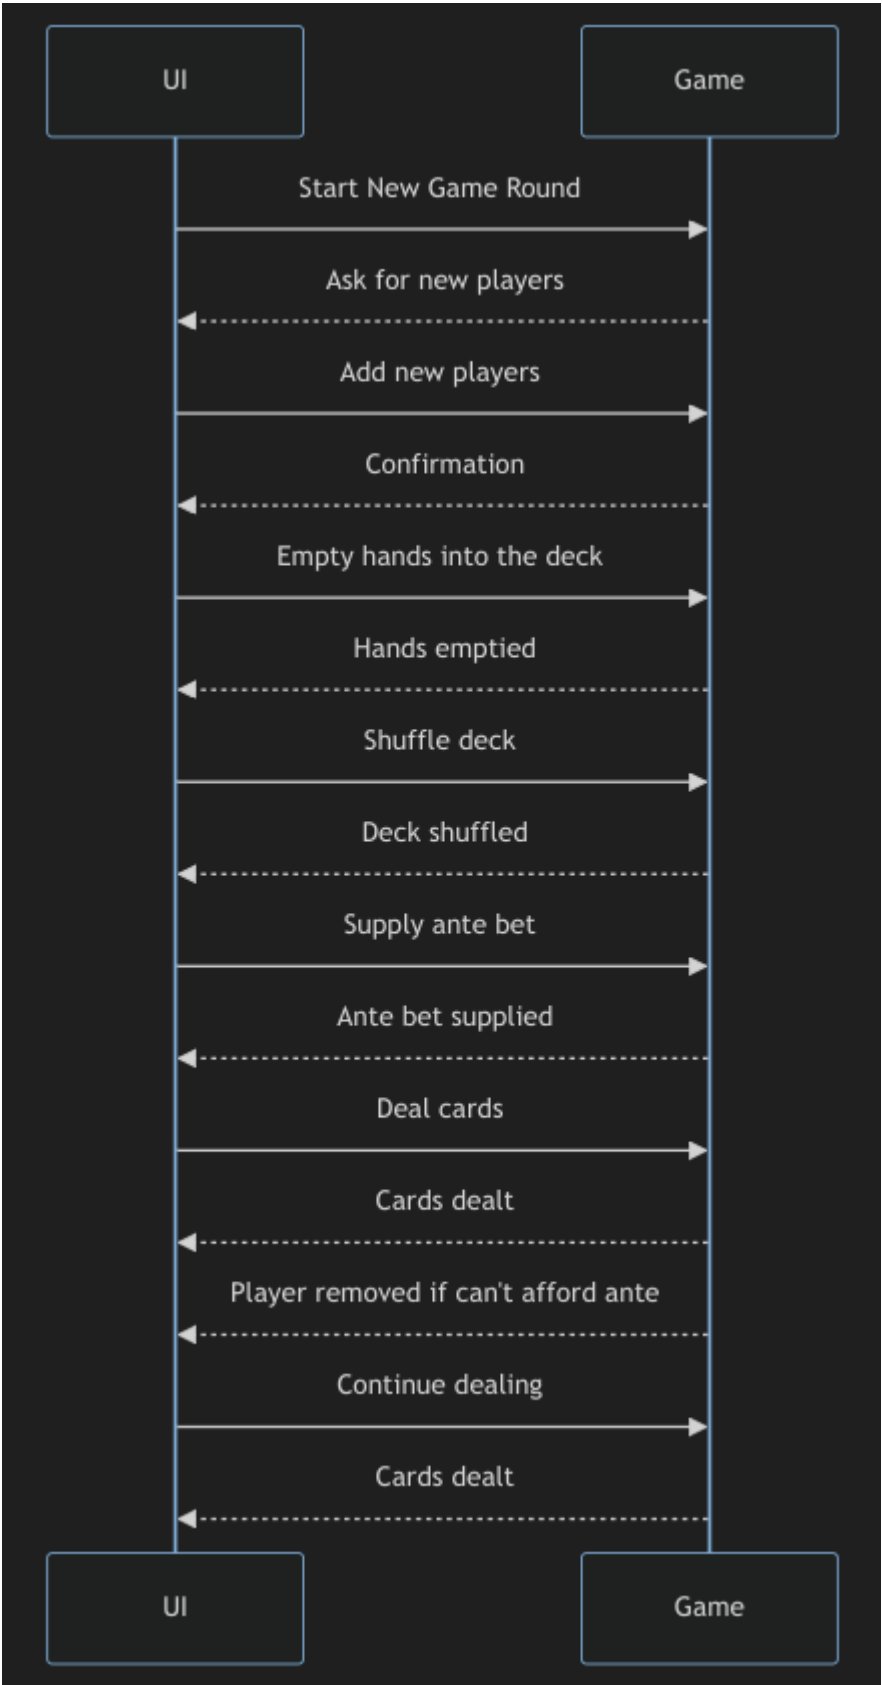 UI
Game
Start New Game Round
Ask for new players
Add new players
Confirmation
Empty hands into the deck
Hands emptied
Shuffle deck
Deck shuffled
Supply ante bet
Ante bet supplied
Deal cards
Cards dealt
Player removed if can't afford ante
Continue dealing
Cards dealt
UI
Game